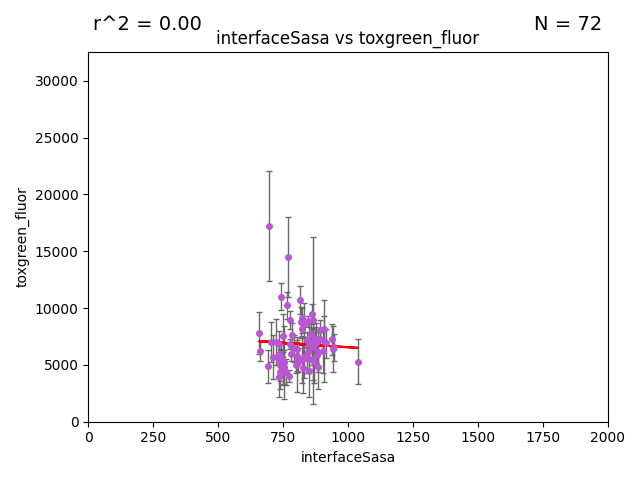 r^2 = 0.00
N = 72
interfaceSasa vs toxgreen_fluor
30000
25000
20000
15000
10000
5000
0
toxgreen_fluor
0 250 500 750 1000 1250 1500 1750 2000
interfaceSasa